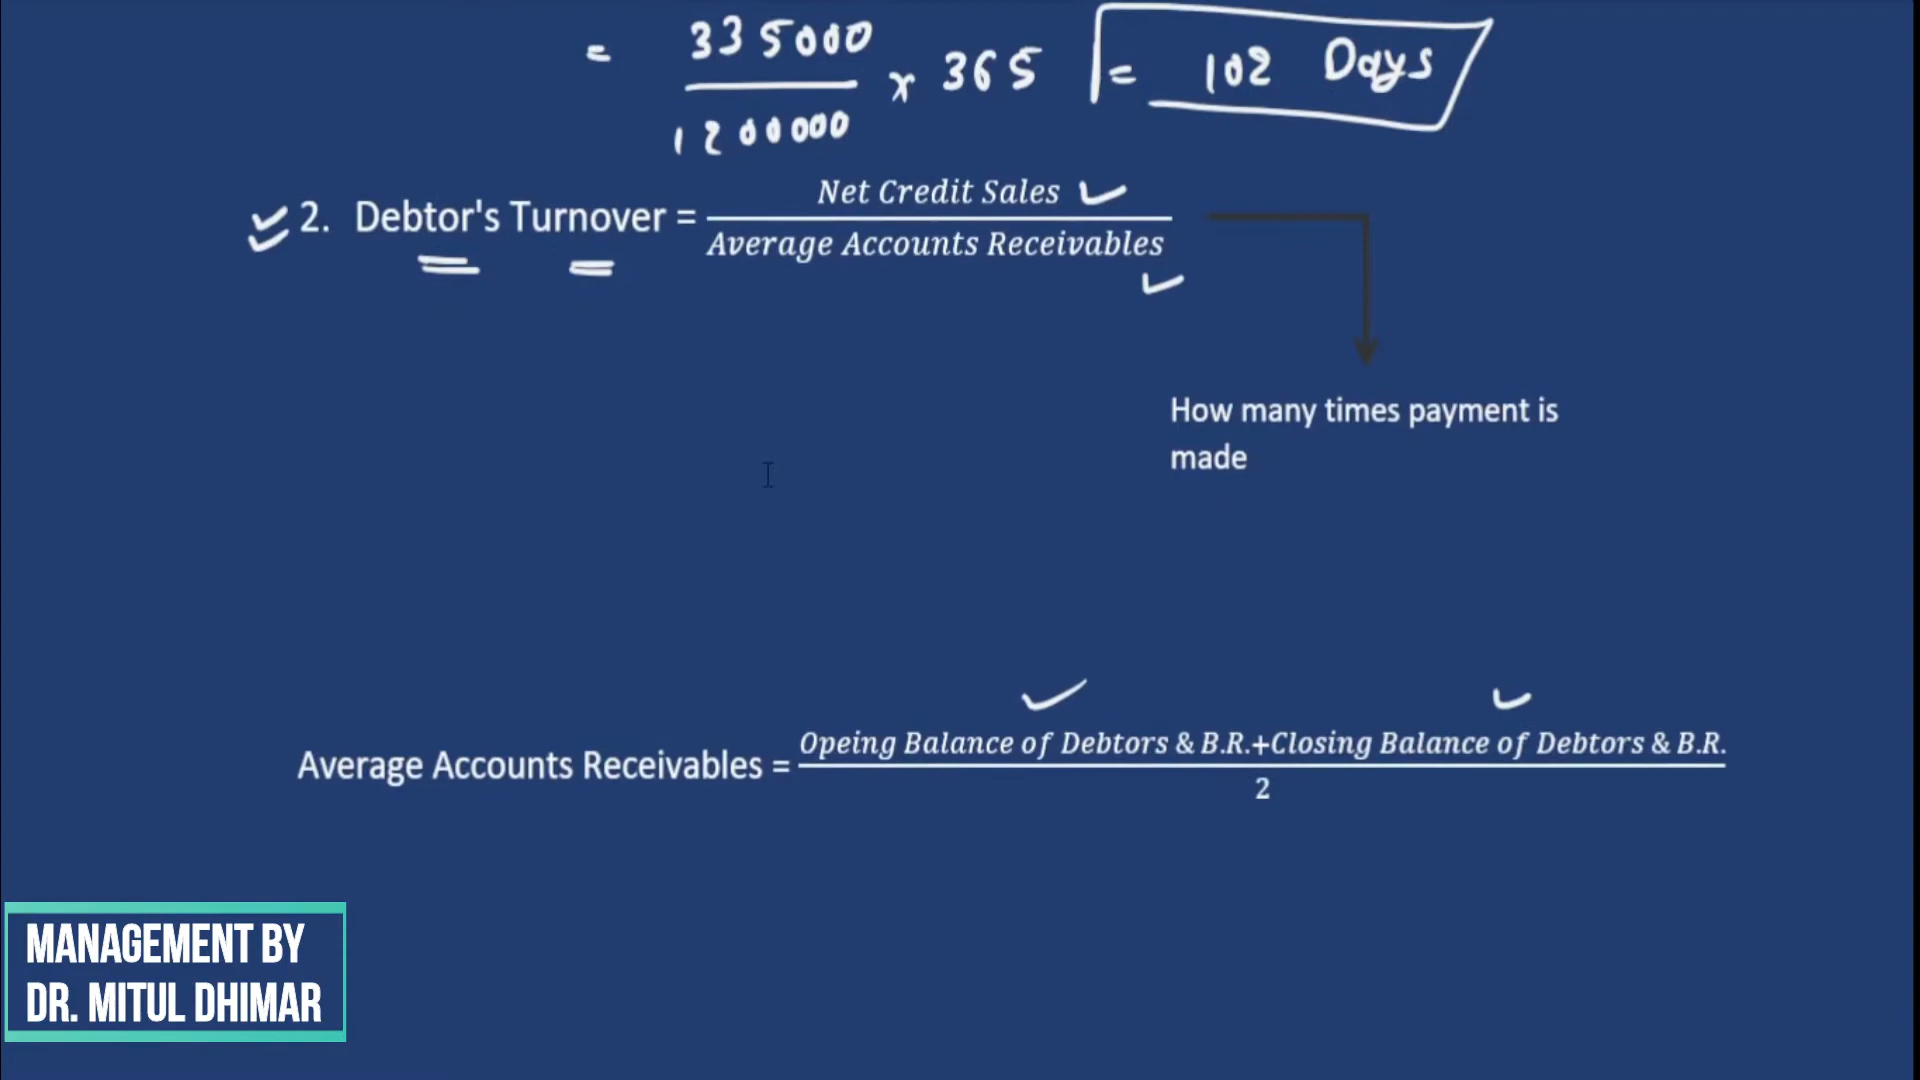 = 335000 / 1200000 x 365 = 102 Days
2. Debtor's Turnover = Net Credit Sales / Average Accounts Receivables
How many times payment is
made
Average Accounts Receivables = Opeing Balance of Debtors & B.R.+Closing Balance of Debtors & B.R. / 2
MANAGEMENT BY
DR. MITUL DHIMAR